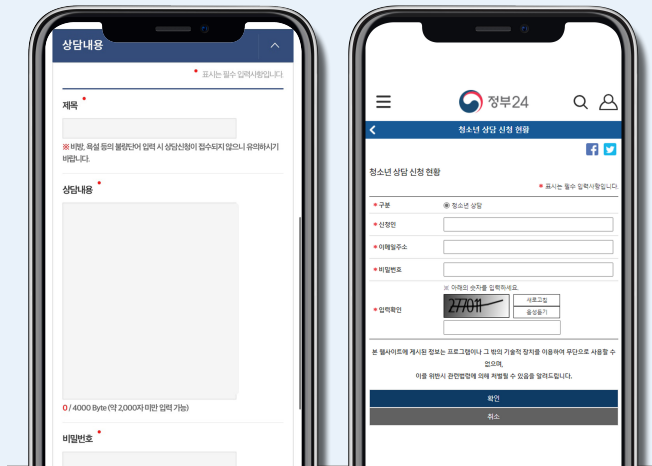 상담내용
* 표시는 필수 입력사항입니다.
제목 *
※ 비방, 욕설 등의 불량단어 입력 시 상담신청이 접수되지 않으니 유의하시기
바랍니다.
상담내용 *
0 / 4000 Byte (약 2,000자 미만 입력 가능)
비밀번호 *
정부24
청소년 상담 신청 현황
청소년 상담 신청 현황
* 표시는 필수 입력사항입니다.
* 구분
청소년 상담
* 신청인
* 이메일주소
* 비밀번호
※ 아래의 숫자를 입력하세요.
* 입력확인
277011
새로고침
음성듣기
본 웹사이트에 게시된 정보는 프로그램이나 그 밖의 기술적 장치를 이용하여 무단으로 사용할 수
없으며,
이를 위반시 관련법령에 의해 처벌될 수 있음을 알려드립니다.
확인
취소